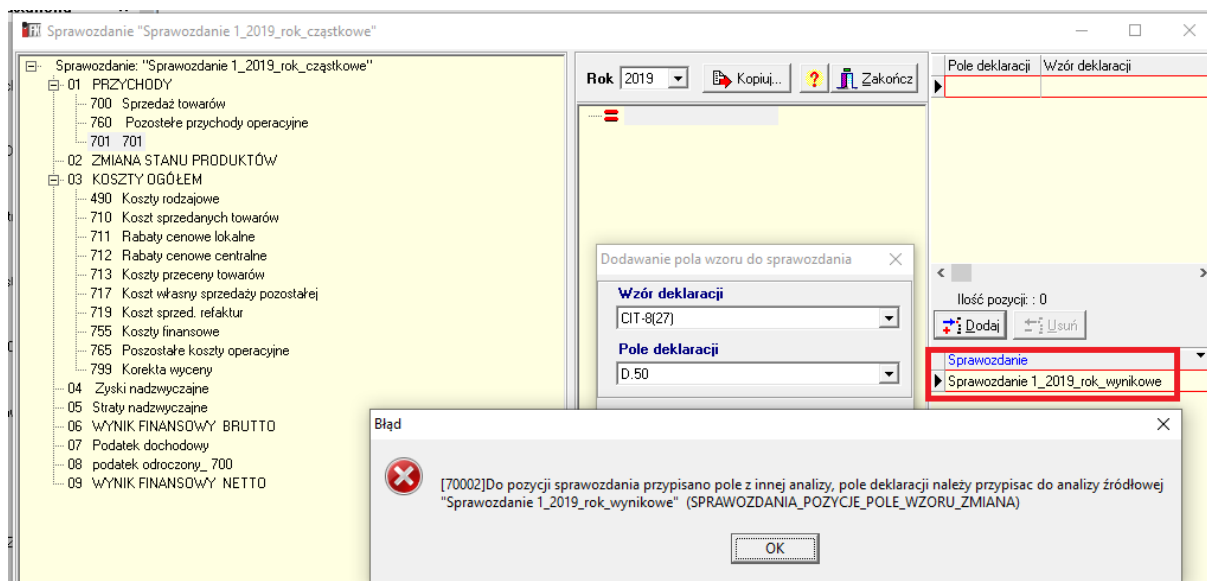 Sprawozdanie "Sprawozdanie 1_2019_rok_cząstkowe"
Sprawozdanie: "Sprawozdanie 1_2019_rok_cząstkowe"
01 PRZYCHODY
700 Sprzedaż towarów
760 Pozostełe przychody operacyjne
701 701
02 ZMIANA STANU PRODUKTÓW
03 KOSZTY OGÓŁEM
490 Koszty rodzajowe
710 Koszt sprzedanych towarów
711 Rabaty cenowe lokalne
712 Rabaty cenowe centralne
713 Koszty przeceny towarów
717 Koszt własny sprzedaży pozostałej
719 Koszt sprzed. refaktur
755 Koszty finansowe
765 Poszostałe koszty operacyjne
799 Korekta wyceny
04 Zyski nadzwyczajne
05 Straty nadzwyczajne
06 WYNIK FINANSOWY BRUTTO
07 Podatek dochodowy
08 podatek odroczony_ 700
09 WYNIK FINANSOWY NETTO
Rok 2019 Kopiuj... ? Zakończ
Pole deklaracji Wzór deklaracji
Dodawanie pola wzoru do sprawozdania
Wzór deklaracji
CIT-8(27)
Pole deklaracji
D.50
Ilość pozycji: : 0
Dodaj Usuń
Sprawozdanie
Sprawozdanie 1_2019_rok_wynikowe
Błąd
[70002]Do pozycji sprawozdania przypisano pole z innej analizy, pole deklaracji należy przypisac do analizy źródłowej
"Sprawozdanie 1_2019_rok_wynikowe" (SPRAWOZDANIA_POZYCJE_POLE_WZORU_ZMIANA)
OK